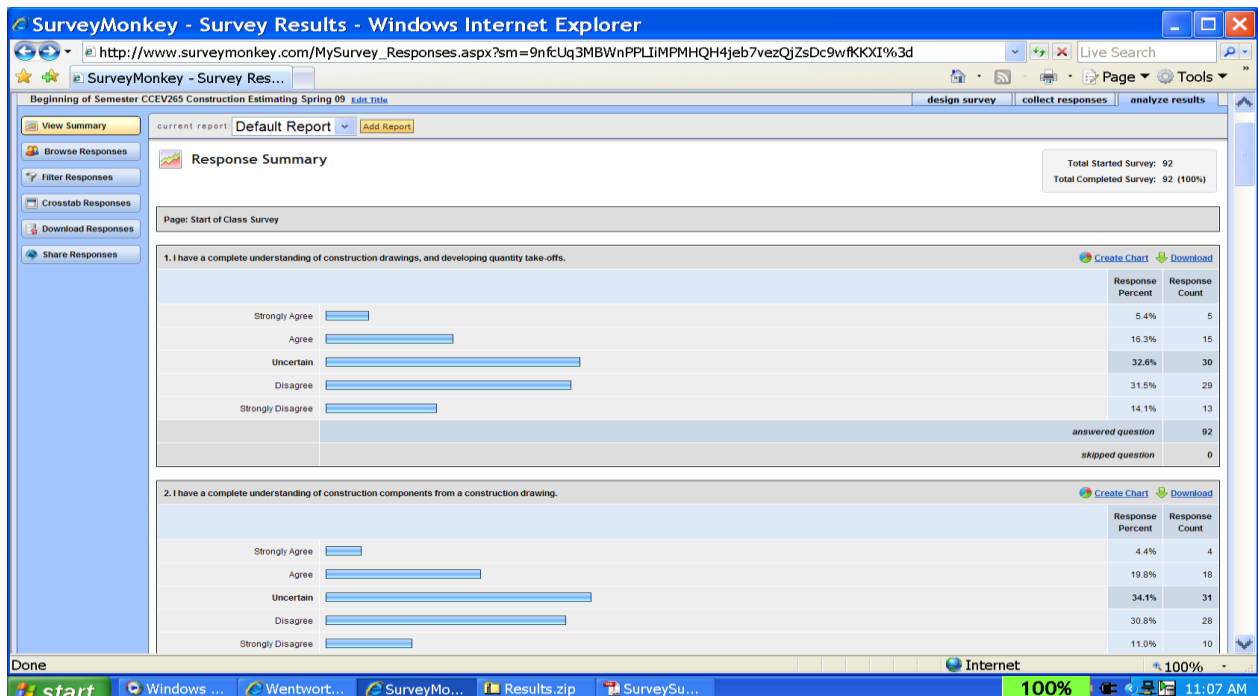 SurveyMonkey - Survey Results - Windows Internet Explorer
http://www.surveymonkey.com/MySurvey_Responses.aspx?sm=9nfcUq3MBWnPPLIiMPMHQH4jeb7vezQjZsDc9wfKKXI%3d Live Search
SurveyMonkey - Survey Res... Page Tools »
Beginning of Semester CCEV265 Construction Estimating Spring 09 Edit Title design survey collect responses analyze results
View Summary current report: Default Report Add Report
Browse Responses
Response Summary
Total Started Survey: 92
Total Completed Survey: 92 (100%)
Filter Responses
Crosstab Responses
Download Responses
Share Responses
Page: Start of Class Survey
1. I have a complete understanding of construction drawings, and developing quantity take-offs. Create Chart Download
Response Percent Response Count
Strongly Agree 5.4% 5
Agree 16.3% 15
Uncertain 32.6% 30
Disagree 31.5% 29
Strongly Disagree 14.1% 13
answered question 92
skipped question 0
2. I have a complete understanding of construction components from a construction drawing. Create Chart Download
Response Percent Response Count
Strongly Agree 4.4% 4
Agree 19.8% 18
Uncertain 34.1% 31
Disagree 30.8% 28
Strongly Disagree 11.0% 10
Done Internet 100%
start Windows ... Wentwort... SurveyMo... Results.zip SurveySu... 100% 11:07 AM